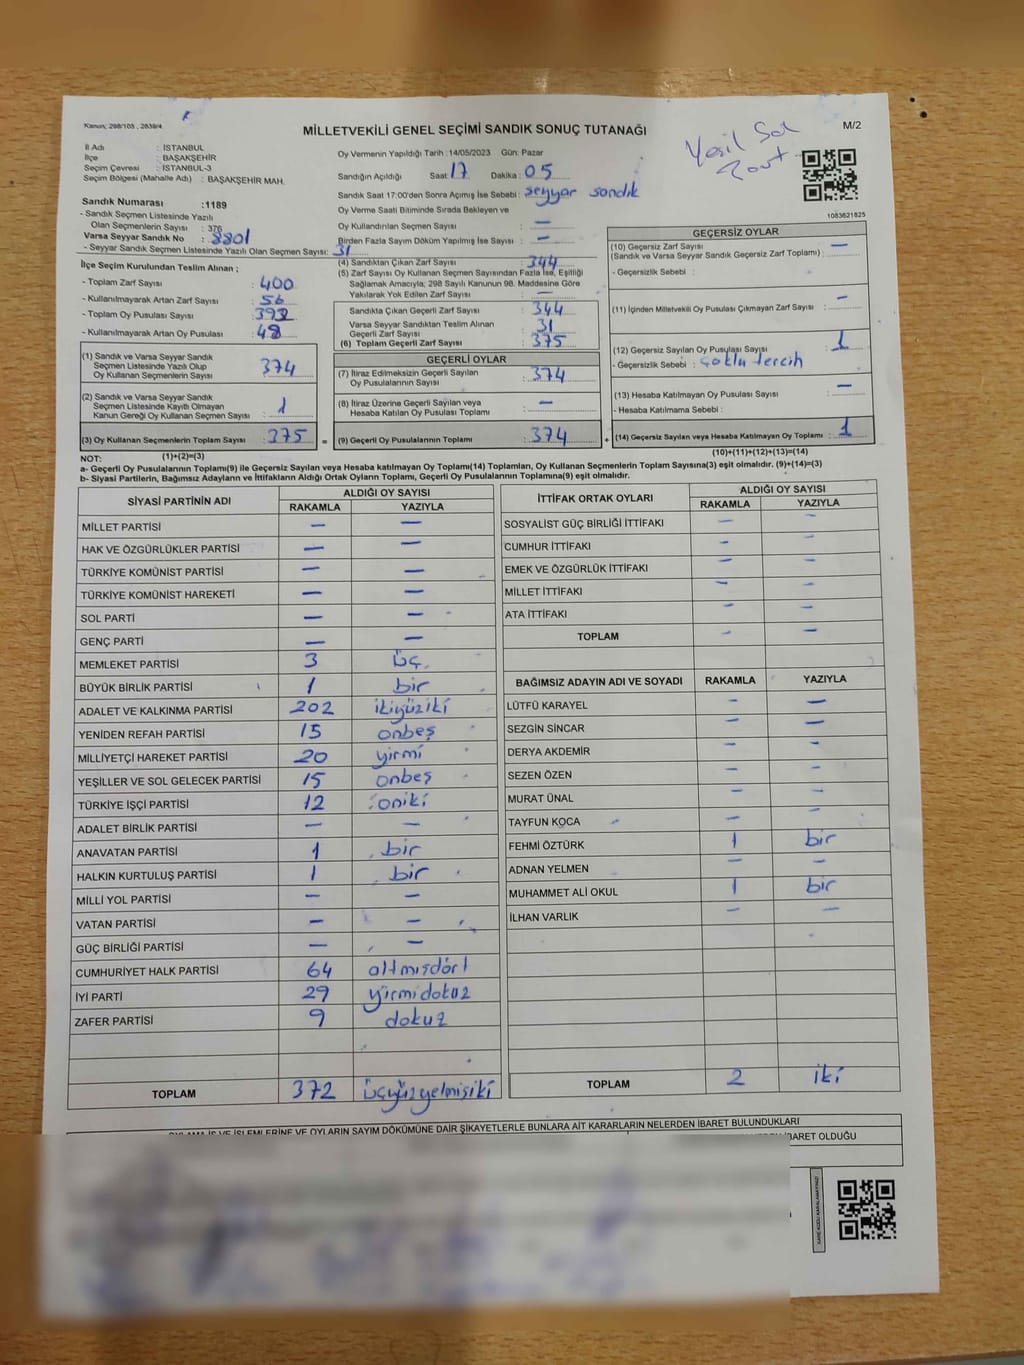 Kanun; 298/105 , 2839/4
MİLLETVEKİLİ GENEL SEÇİMİ SANDIK SONUÇ TUTANAĞI
M/2
Yeşil Sol
İl Adı : İSTANBUL
İlçe : BAŞAKŞEHİR
Seçim Çevresi : İSTANBUL-3
Seçim Bölgesi (Mahalle Adı) : BAŞAKŞEHİR MAH.
Sandık Numarası :1189
- Sandık Seçmen Listesinde Yazılı
Olan Seçmenlerin Sayısı : 376
Varsa Seyyar Sandık No : 8801
- Seyyar Sandık Seçmen Listesinde Yazılı Olan Seçmen Sayısı: 31
Oy Vermenin Yapıldığı Tarih :14/05/2023 Gün: Pazar
Sandığın Açıldığı Saat: 17 Dakika : 05
Sandık Saat 17:00'den Sonra Açımış İse Sebebi : seyyar sandık
Oy Verme Saati Bitiminde Sırada Bekleyen ve
Oy Kullandırılan Seçmen Sayısı : —
Birden Fazla Sayım Döküm Yapılmış İse Sayısı : —
1083621825
İlçe Seçim Kurulundan Teslim Alınan ;
- Toplam Zarf Sayısı : 400
- Kullanılmayarak Artan Zarf Sayısı : 56
- Toplam Oy Pusulası Sayısı : 392
- Kullanılmayarak Artan Oy Pusulası : 48
(1) Sandık ve Varsa Seyyar Sandık
Seçmen Listesinde Yazılı Olup
Oy Kullanan Seçmenlerin Sayısı : 374
(2) Sandık ve Varsa Seyyar Sandık
Seçmen Listesinde Kayıtlı Olmayan
Kanun Gereği Oy Kullanan Seçmen Sayısı : 1
(3) Oy Kullanan Seçmenlerin Toplam Sayısı : 375
(4) Sandıktan Çıkan Zarf Sayısı : 344
(5) Zarf Sayısı Oy Kullanan Seçmen Sayısından Fazla İse, Eşitliği
Sağlamak Amacıyla; 298 Sayılı Kanunun 98. Maddesine Göre
Yakılarak Yok Edilen Zarf Sayısı : —
Sandıkta Çıkan Geçerli Zarf Sayısı : 344
Varsa Seyyar Sandıktan Teslim Alınan
Geçerli Zarf Sayısı : 31
(6) Toplam Geçerli Zarf Sayısı : 375
GEÇERLİ OYLAR
(7) İtiraz Edilmeksizin Geçerli Sayılan
Oy Pusulalarının Sayısı : 374
(8) İtiraz Üzerine Geçerli Sayılan veya
Hesaba Katılan Oy Pusulası Toplamı : —
= (9) Geçerli Oy Pusulalarının Toplamı : 374
GEÇERSİZ OYLAR
(10) Geçersiz Zarf Sayısı
(Sandık ve Varsa Seyyar Sandık Geçersiz Zarf Toplamı) : —
- Geçersizlik Sebebi :
(11) İçinden Milletvekili Oy Pusulası Çıkmayan Zarf Sayısı : —
(12) Geçersiz Sayılan Oy Pusulası Sayısı : 1
- Geçersizlik Sebebi : çoklu tercih
(13) Hesaba Katılmayan Oy Pusulası Sayısı : —
- Hesaba Katılmama Sebebi :
+ (14) Geçersiz Sayılan veya Hesaba Katılmayan Oy Toplamı : 1
NOT: (1)+(2)=(3)
(10)+(11)+(12)+(13)=(14)
a- Geçerli Oy Pusulalarının Toplamı(9) ile Geçersiz Sayılan veya Hesaba katılmayan Oy Toplamı(14) Toplamları, Oy Kullanan Seçmenlerin Toplam Sayısına(3) eşit olmalıdır. (9)+(14)=(3)
b- Siyasi Partilerin, Bağımsız Adayların ve İttifakların Aldığı Ortak Oyların Toplamı, Geçerli Oy Pusulalarının Toplamına(9) eşit olmalıdır.
SİYASİ PARTİNİN ADI
ALDIĞI OY SAYISI
RAKAMLA YAZIYLA
MİLLET PARTİSİ — —
HAK VE ÖZGÜRLÜKLER PARTİSİ — —
TÜRKİYE KOMÜNİST PARTİSİ — —
TÜRKİYE KOMÜNİST HAREKETİ — —
SOL PARTİ — —
GENÇ PARTİ — —
MEMLEKET PARTİSİ 3 üç
BÜYÜK BİRLİK PARTİSİ 1 bir
ADALET VE KALKINMA PARTİSİ 202 ikiyüziki
YENİDEN REFAH PARTİSİ 15 onbeş
MİLLİYETÇİ HAREKET PARTİSİ 20 yirmi
YEŞİLLER VE SOL GELECEK PARTİSİ 15 onbeş
TÜRKİYE İŞÇİ PARTİSİ 12 oniki
ADALET BİRLİK PARTİSİ — —
ANAVATAN PARTİSİ 1 bir
HALKIN KURTULUŞ PARTİSİ 1 bir
MİLLİ YOL PARTİSİ — —
VATAN PARTİSİ — —
GÜÇ BİRLİĞİ PARTİSİ — —
CUMHURİYET HALK PARTİSİ 64 altmışdört
İYİ PARTİ 29 yirmidokuz
ZAFER PARTİSİ 9 dokuz
TOPLAM 372 üçyüzyetmişiki
İTTİFAK ORTAK OYLARI
ALDIĞI OY SAYISI
RAKAMLA YAZIYLA
SOSYALİST GÜÇ BİRLİĞİ İTTİFAKI — —
CUMHUR İTTİFAKI — —
EMEK VE ÖZGÜRLÜK İTTİFAKI — —
MİLLET İTTİFAKI — —
ATA İTTİFAKI — —
TOPLAM — —
BAĞIMSIZ ADAYIN ADI VE SOYADI RAKAMLA YAZIYLA
LÜTFÜ KARAYEL — —
SEZGİN SİNCAR — —
DERYA AKDEMİR — —
SEZEN ÖZEN — —
MURAT ÜNAL — —
TAYFUN KOCA — —
FEHMİ ÖZTÜRK 1 bir
ADNAN YELMEN — —
MUHAMMET ALİ OKUL 1 bir
İLHAN VARLIK — —
TOPLAM 2 iki
İŞLEMLERİNE VE OYLARIN SAYIM DÖKÜMÜNE DAİR ŞİKAYETLERLE BUNLARA AİT KARARLARIN NELERDEN İBARET BULUNDUKLARI
İBARET OLDUĞU